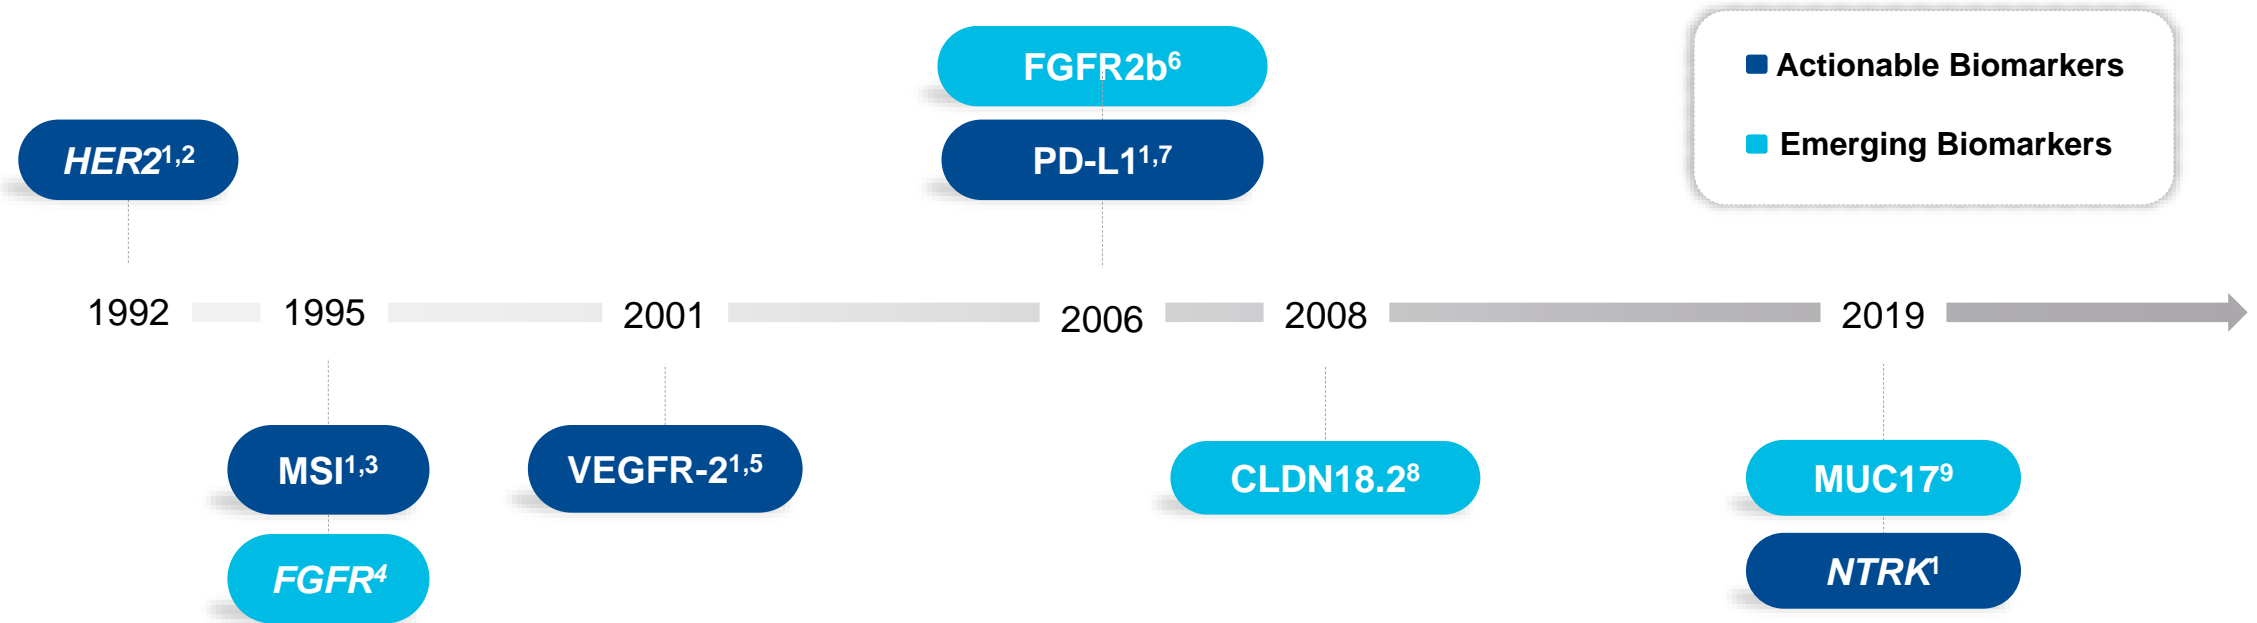 FGFR2b⁶
Actionable Biomarkers
Emerging Biomarkers
HER2¹,²
PD-L1¹,⁷
1992
1995
2001
2006
2008
2019
MSI¹,³
VEGFR-2¹,⁵
CLDN18.2⁸
MUC17⁹
FGFR⁴
NTRK¹